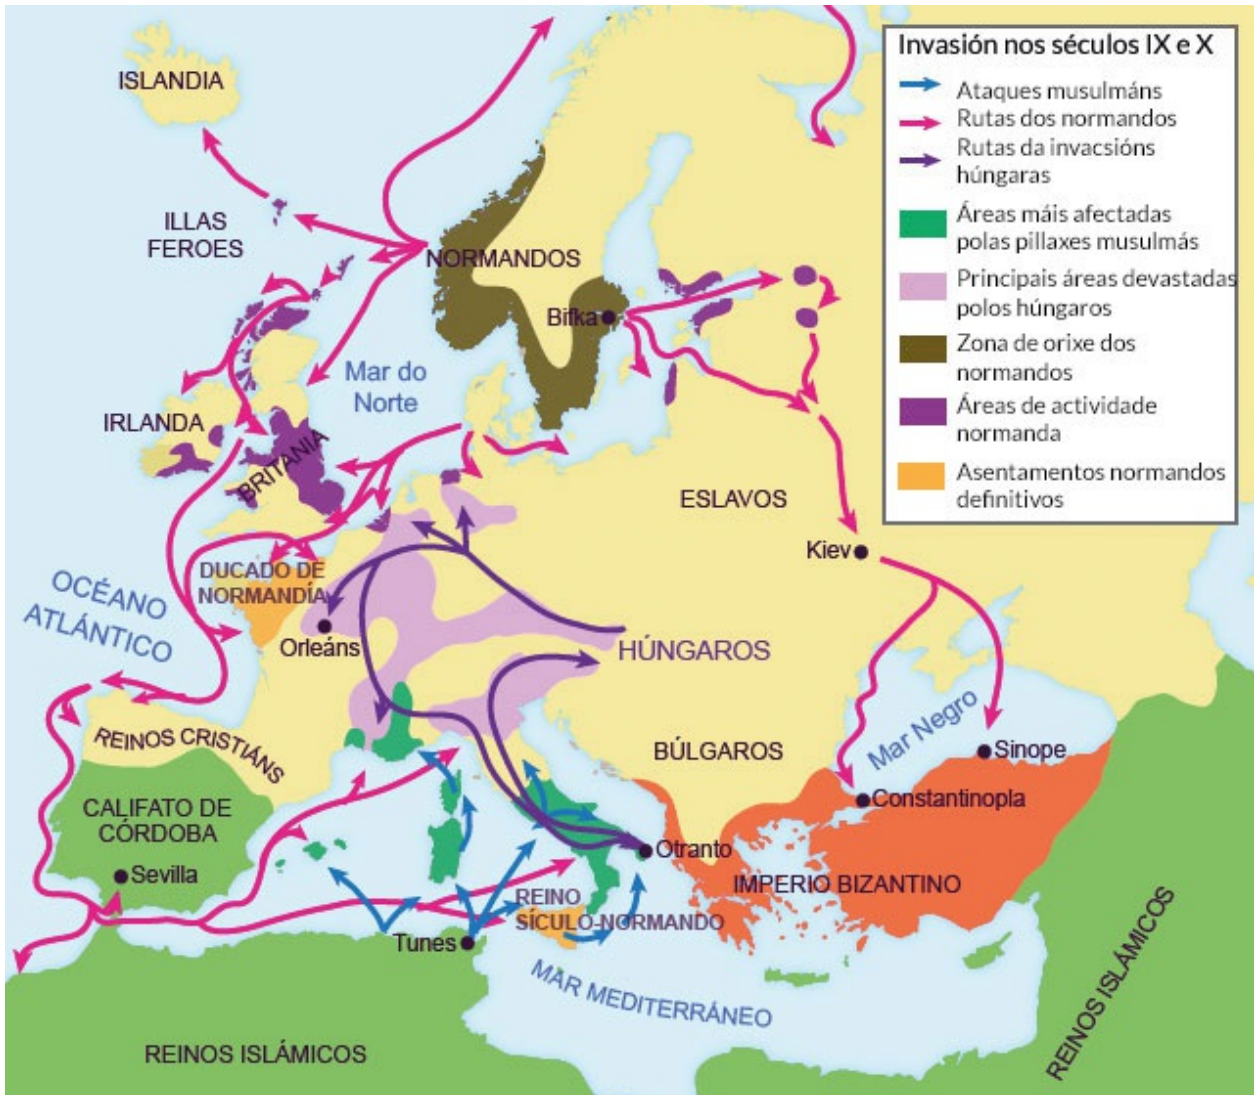 Invasión nos séculos IX e X
Ataques musulmáns
Rutas dos normandos
Rutas da invacsións
húngaras
Áreas máis afectadas
polas pillaxes musulmás
Principais áreas devastadas
polos húngaros
Zona de orixe dos
normandos
Áreas de actividade
normanda
Asentamentos normandos
definitivos
ISLANDIA
ILLAS
FEROES
NORMANDOS
Bifka
Mar do
Norte
IRLANDA
BRITANIA
ESLAVOS
Kiev
DUCADO DE
NORMANDÍA
OCÉANO
ATLÁNTICO
Orleáns
HÚNGAROS
Mar Negro
REINOS CRISTIÁNS
BÚLGAROS
Sinope
CALIFATO DE
CÓRDOBA
Constantinopla
Sevilla
Otranto
IMPERIO BIZANTINO
REINO
SÍCULO-NORMANDO
Tunes
MAR MEDITERRÁNEO
REINOS ISLÁMICOS
REINOS ISLÁMICOS